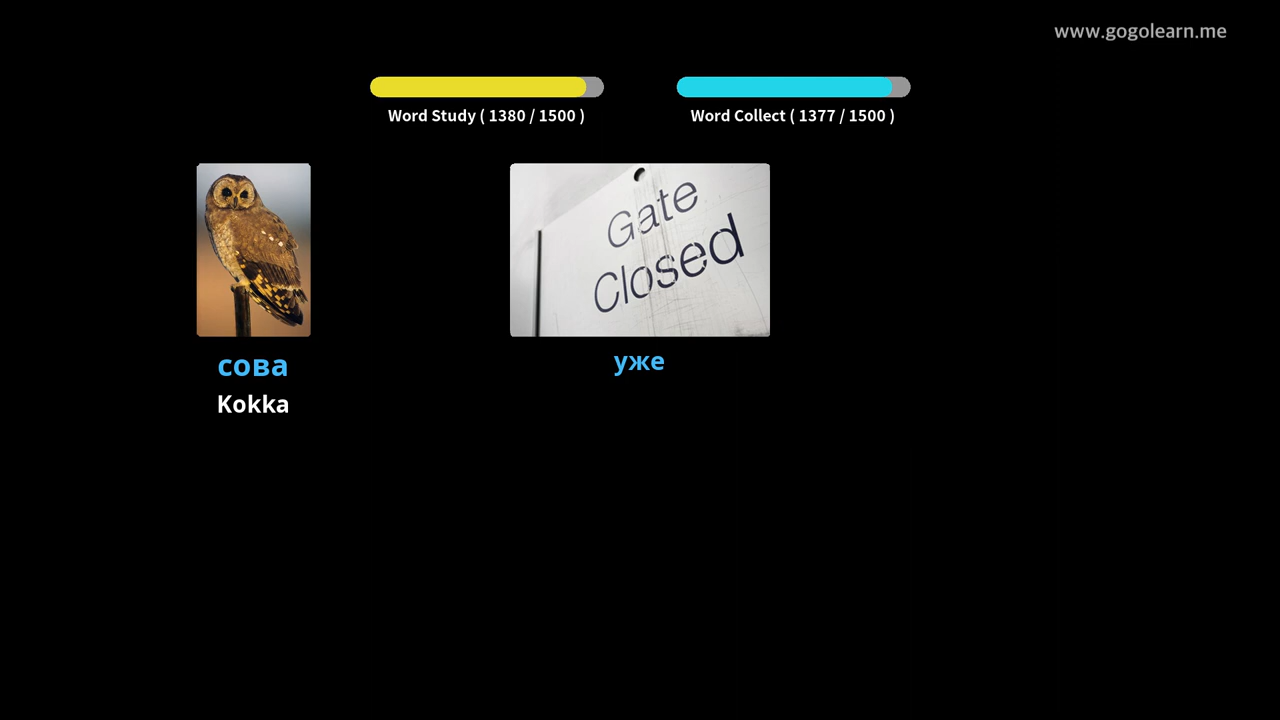 www.gogolearn.me
Word Study ( 1380 / 1500 )
Word Collect ( 1377 / 1500 )
Gate
Closed
сова
Kokka
уже